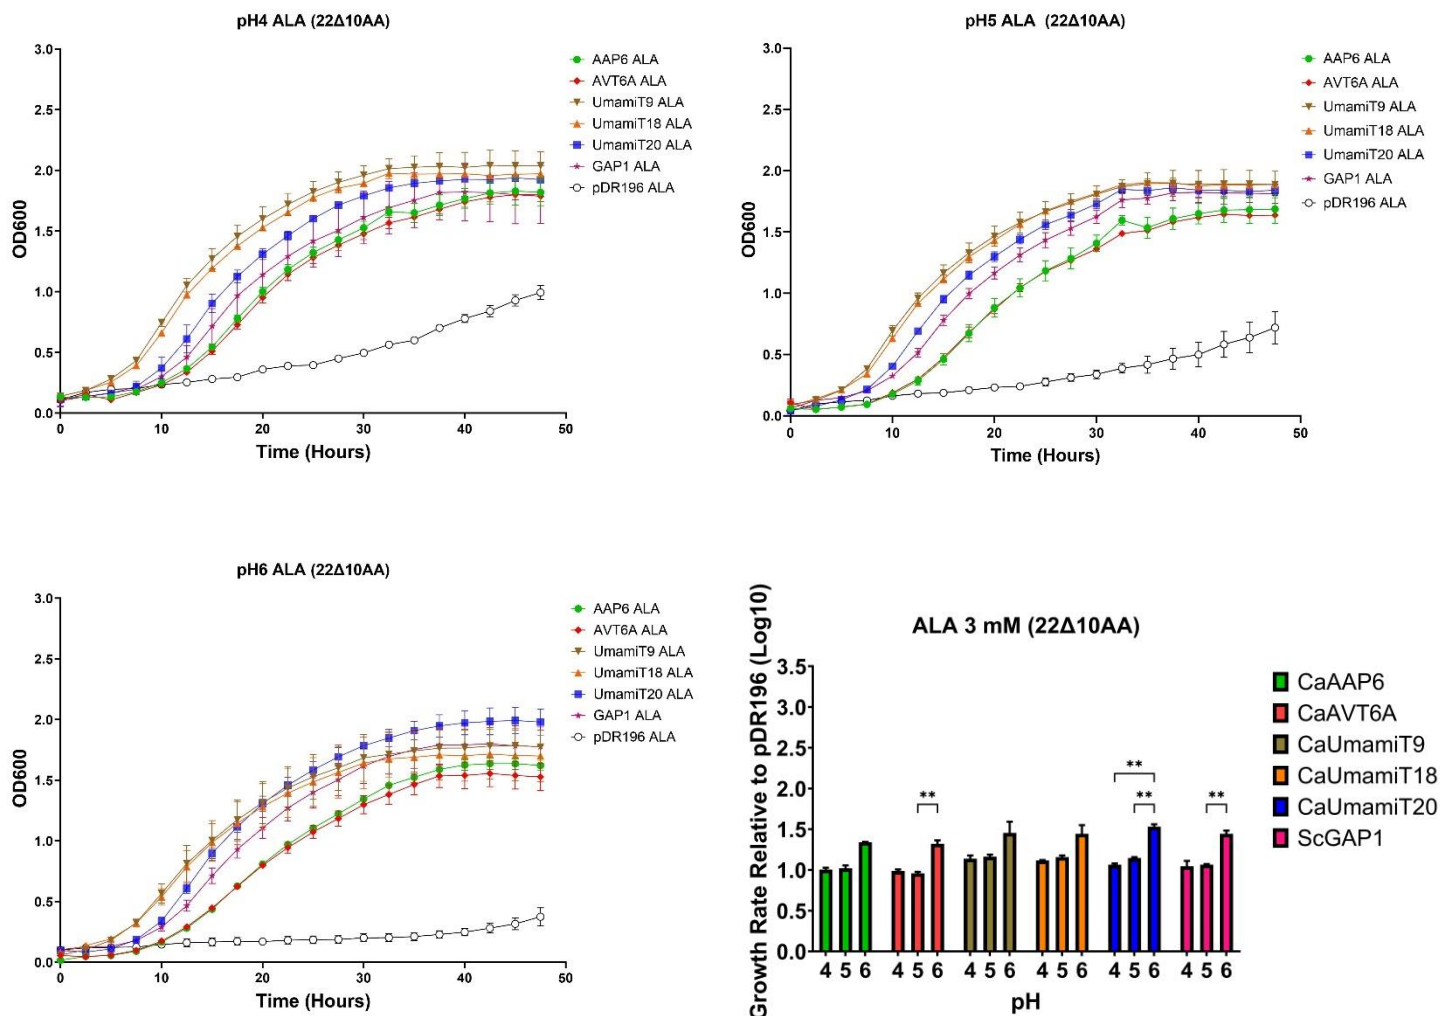 pH4 ALA (22Δ10AA)
OD600
3.0
2.5
2.0
1.5
1.0
0.5
0.0
0 10 20 30 40 50
Time (Hours)
AAP6 ALA
AVT6A ALA
UmamiT9 ALA
UmamiT18 ALA
UmamiT20 ALA
GAP1 ALA
pDR196 ALA
pH5 ALA (22Δ10AA)
OD600
3.0
2.5
2.0
1.5
1.0
0.5
0.0
0 10 20 30 40 50
Time (Hours)
AAP6 ALA
AVT6A ALA
UmamiT9 ALA
UmamiT18 ALA
UmamiT20 ALA
GAP1 ALA
pDR196 ALA
pH6 ALA (22Δ10AA)
OD600
3.0
2.5
2.0
1.5
1.0
0.5
0.0
0 10 20 30 40 50
Time (Hours)
AAP6 ALA
AVT6A ALA
UmamiT9 ALA
UmamiT18 ALA
UmamiT20 ALA
GAP1 ALA
pDR196 ALA
ALA 3 mM (22Δ10AA)
Growth Rate Relative to pDR196 (Log10)
3.5
3.0
2.5
2.0
1.5
1.0
0.5
0.0
**
**
**
**
4 5 6 4 5 6 4 5 6 4 5 6 4 5 6 4 5 6
pH
CaAAP6
CaAVT6A
CaUmamiT9
CaUmamiT18
CaUmamiT20
ScGAP1